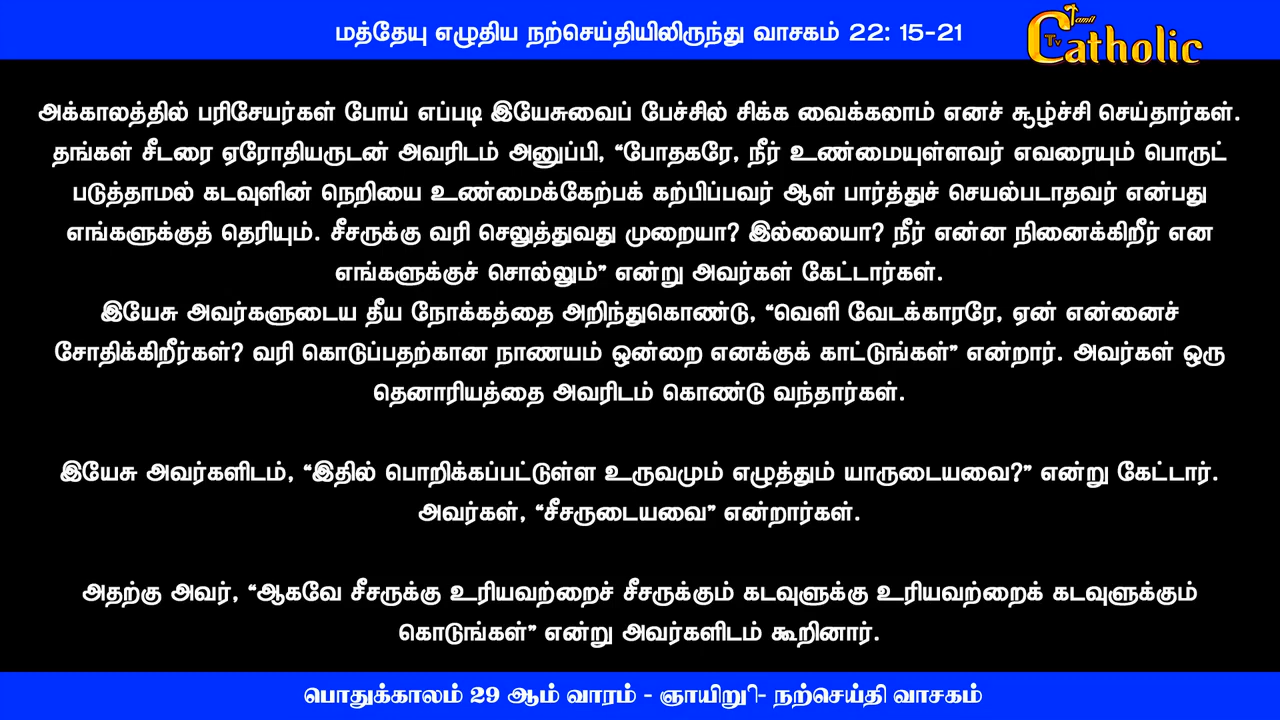 மத்தேயு எழுதிய நற்செய்தியிலிருந்து வாசகம் 22: 15-21
Tamil
Catholic
Tv
அக்காலத்தில் பரிசேயர்கள் போய் எப்படி இயேசுவைப் பேச்சில் சிக்க வைக்கலாம் எனச் சூழ்ச்சி செய்தார்கள்.
தங்கள் சீடரை ஏரோதியருடன் அவரிடம் அனுப்பி, “போதகரே, நீர் உண்மையுள்ளவர் எவரையும் பொருட்
படுத்தாமல் கடவுளின் நெறியை உண்மைக்கேற்பக் கற்பிப்பவர் ஆள் பார்த்துச் செயல்படாதவர் என்பது
எங்களுக்குத் தெரியும். சீசருக்கு வரி செலுத்துவது முறையா? இல்லையா? நீர் என்ன நினைக்கிறீர் என
எங்களுக்குச் சொல்லும்” என்று அவர்கள் கேட்டார்கள்.
இயேசு அவர்களுடைய தீய நோக்கத்தை அறிந்துகொண்டு, “வெளி வேடக்காரரே, ஏன் என்னைச்
சோதிக்கிறீர்கள்? வரி கொடுப்பதற்கான நாணயம் ஒன்றை எனக்குக் காட்டுங்கள்” என்றார். அவர்கள் ஒரு
தெனாரியத்தை அவரிடம் கொண்டு வந்தார்கள்.
இயேசு அவர்களிடம், “இதில் பொறிக்கப்பட்டுள்ள உருவமும் எழுத்தும் யாருடையவை?” என்று கேட்டார்.
அவர்கள், “சீசருடையவை” என்றார்கள்.
அதற்கு அவர், “ஆகவே சீசருக்கு உரியவற்றைச் சீசருக்கும் கடவுளுக்கு உரியவற்றைக் கடவுளுக்கும்
கொடுங்கள்” என்று அவர்களிடம் கூறினார்.
பொதுக்காலம் 29 ஆம் வாரம் - ஞாயிறு ி- நற்செய்தி வாசகம்